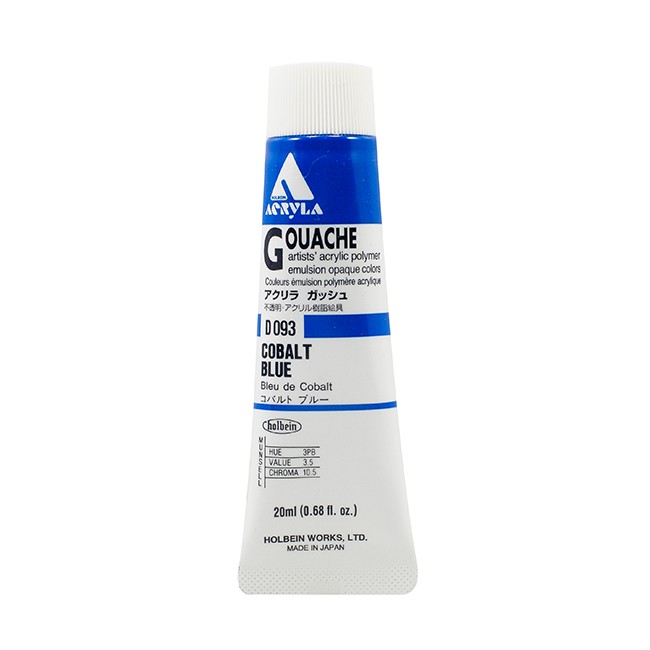 HOLBEIN
ACRYLA
GOUACHE
artists' acrylic polymer
emulsion opaque colors
Couleurs émulsion polymère acrylique
アクリラ ガッシュ
不透明・アクリル樹脂絵具
D 093
COBALT
BLUE
Bleu de Cobalt
コバルト ブルー
holbein
MUNSELL
HUE 3PB
VALUE 3.5
CHROMA 10.5
20ml (0.68 fl. oz.)
HOLBEIN WORKS, LTD.
MADE IN JAPAN